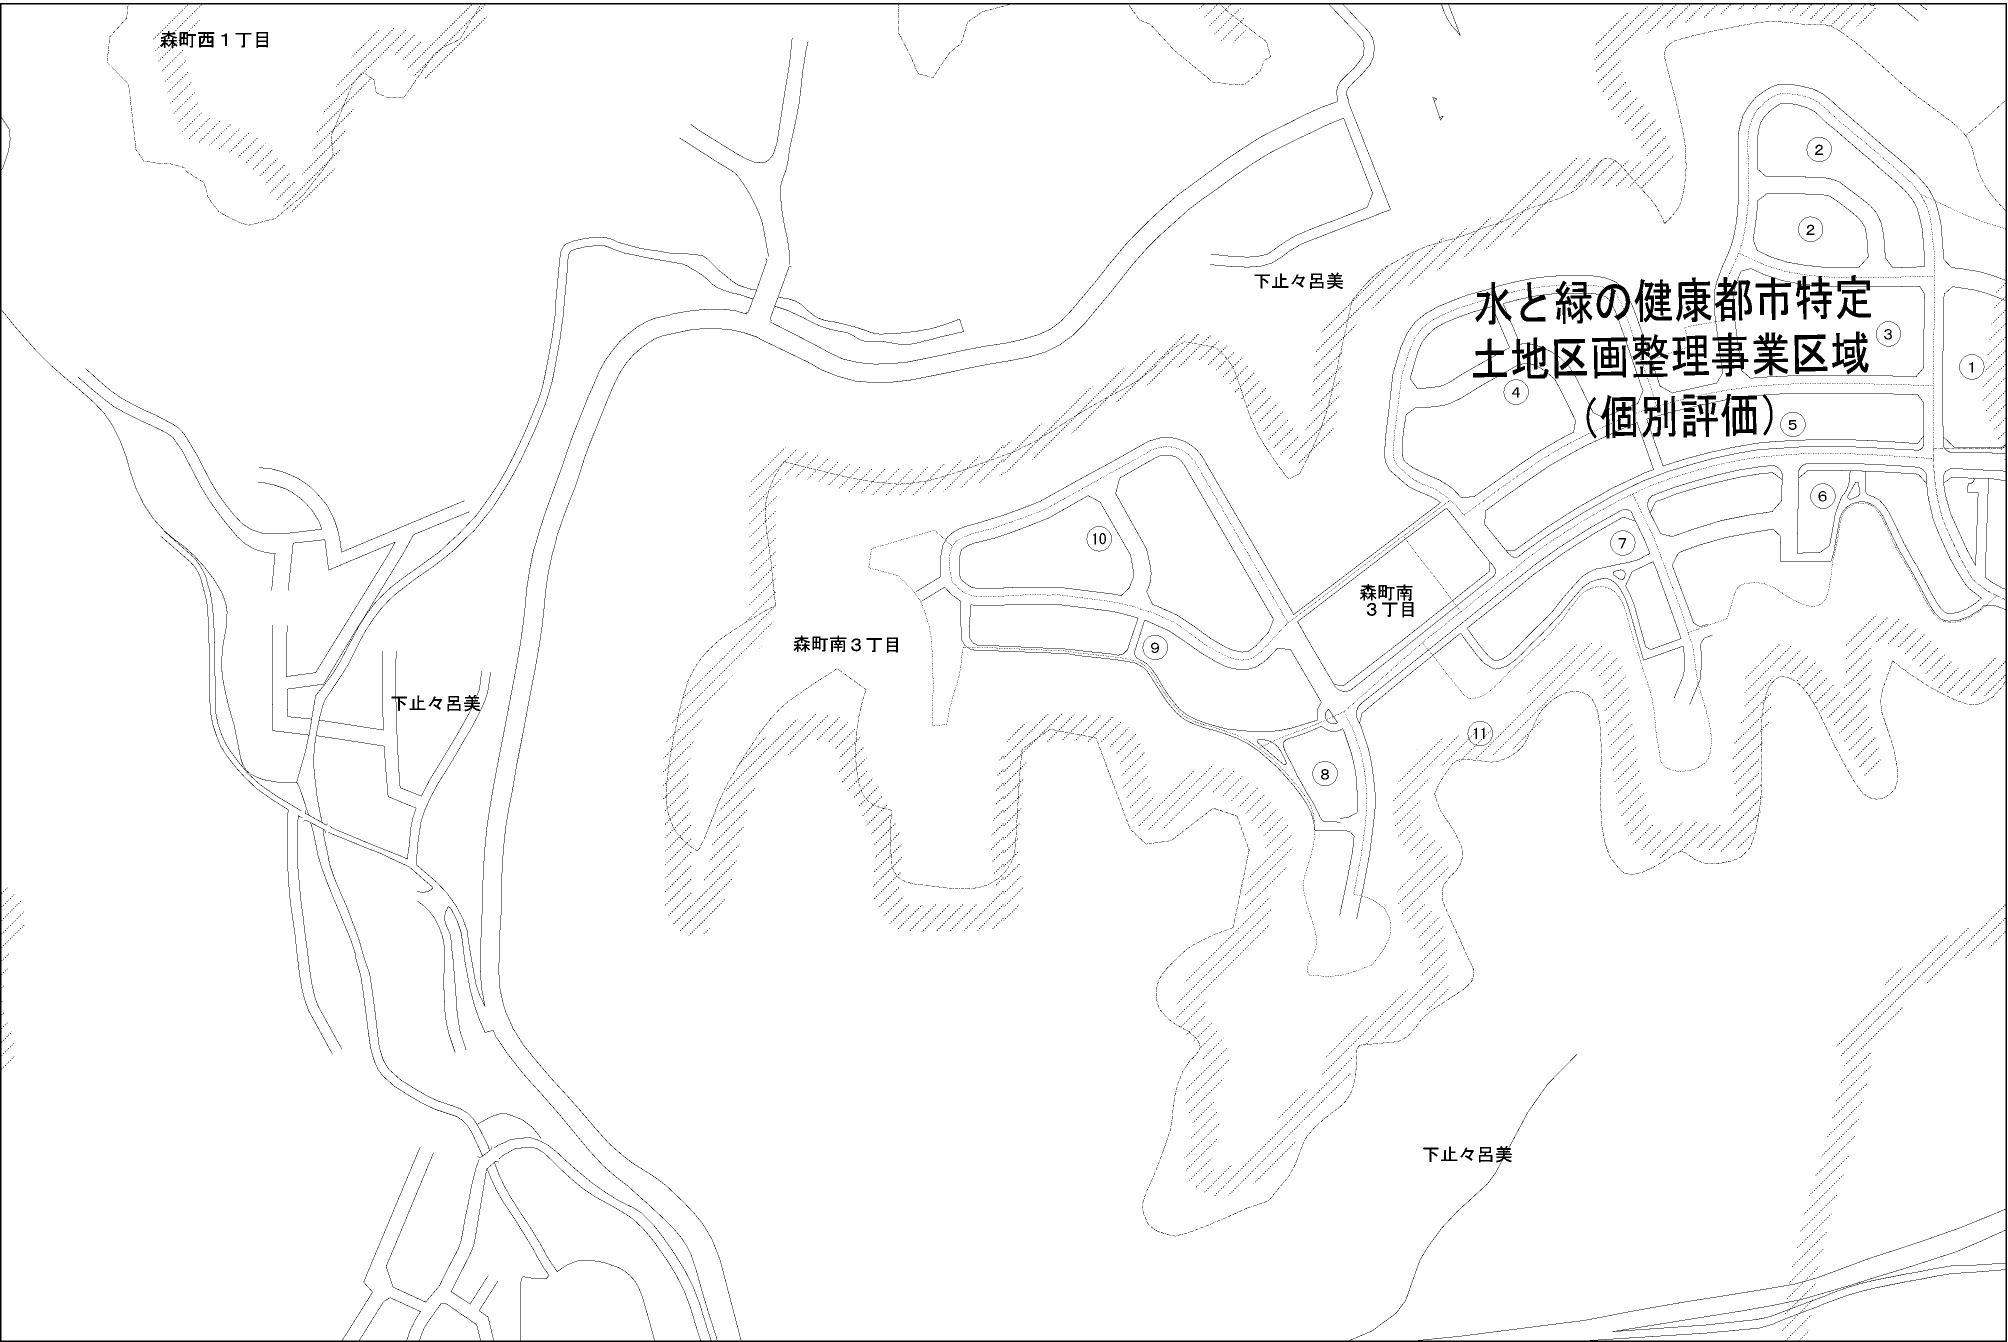 森町西１丁目
②
②
下止々呂美
水と緑の健康都市特定
土地区画整理事業区域
（個別評価）
③
①
④
⑤
⑥
⑩
⑦
森町南
３丁目
森町南３丁目
⑨
下止々呂美
⑪
⑧
下止々呂美